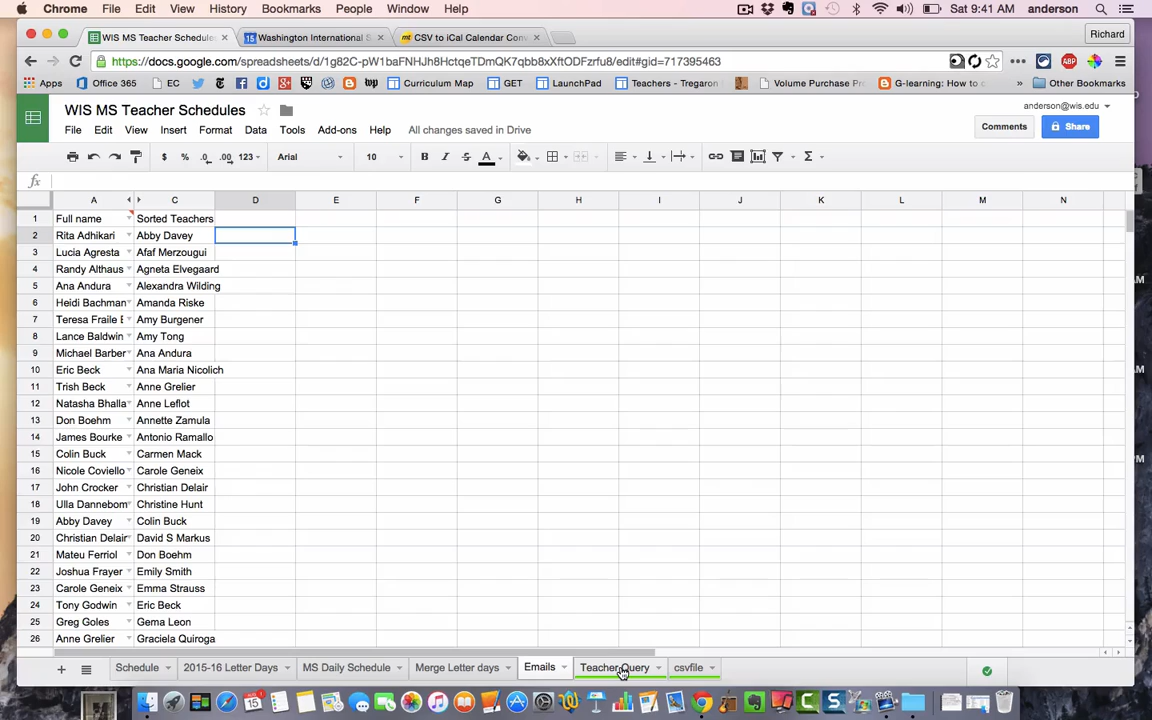 Chrome File Edit View History Bookmarks People Window Help Sat 9:41 AM anderson
WIS MS Teacher Schedules Washington International S CSV to iCal Calendar Conv Richard
https://docs.google.com/spreadsheets/d/1g82C-pW1baFNHJh8HctqeTDmQK7qbb8xXftODFzrfu8/edit#gid=717395463
Apps Office 365 EC Curriculum Map GET LaunchPad Teachers - Tregaron Volume Purchase Pro G-learning: How to c » Other Bookmarks
WIS MS Teacher Schedules anderson@wis.edu
File Edit View Insert Format Data Tools Add-ons Help All changes saved in Drive Comments Share
$ % .0 .00 123 Arial 10 B I S A Σ
fx
A C D E F G H I J K L M N
1 Full name Sorted Teachers
2 Rita Adhikari Abby Davey
3 Lucia Agresta Afaf Merzougui
4 Randy Althaus Agneta Elvegaard
5 Ana Andura Alexandra Wilding
6 Heidi Bachman Amanda Riske
7 Teresa Fraile Amy Burgener
8 Lance Baldwin Amy Tong
9 Michael Barber Ana Andura
10 Eric Beck Ana Maria Nicolich
11 Trish Beck Anne Grelier
12 Natasha Bhalla Anne Leflot
13 Don Boehm Annette Zamula
14 James Bourke Antonio Ramallo
15 Colin Buck Carmen Mack
16 Nicole Coviello Carole Geneix
17 John Crocker Christian Delair
18 Ulla Dannebom Christine Hunt
19 Abby Davey Colin Buck
20 Christian Delair David S Markus
21 Mateu Ferriol Don Boehm
22 Joshua Frayer Emily Smith
23 Carole Geneix Emma Strauss
24 Tony Godwin Eric Beck
25 Greg Goles Gema Leon
26 Anne Grelier Graciela Quiroga
Schedule 2015-16 Letter Days MS Daily Schedule Merge Letter days Emails Teacher Query csvfile